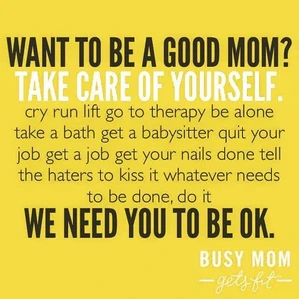 WANT TO BE A GOOD MOM?
TAKE CARE OF YOURSELF.
cry run lift go to therapy be alone
take a bath get a babysitter quit your
job get a job get your nails done tell
the haters to kiss it whatever needs
to be done, do it
WE NEED YOU TO BE OK.
BUSY MOM
gets fit